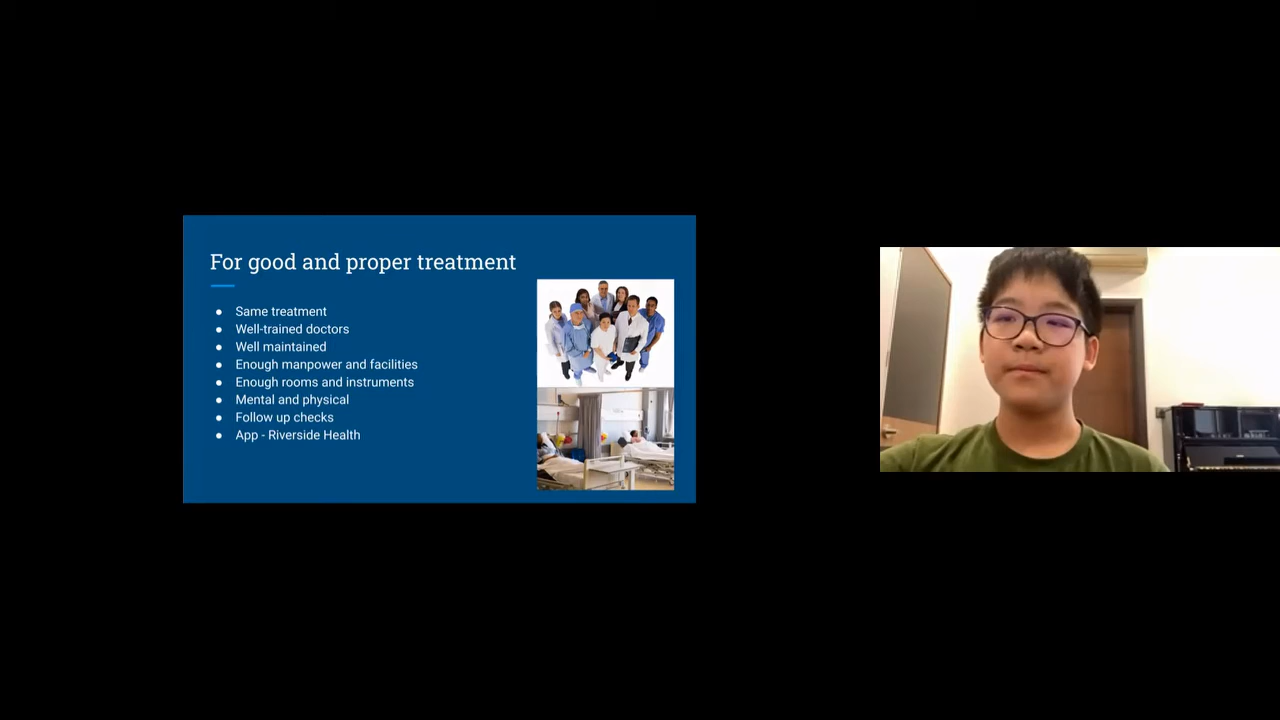 For good and proper treatment
● Same treatment
● Well-trained doctors
● Well maintained
● Enough manpower and facilities
● Enough rooms and instruments
● Mental and physical
● Follow up checks
● App - Riverside Health